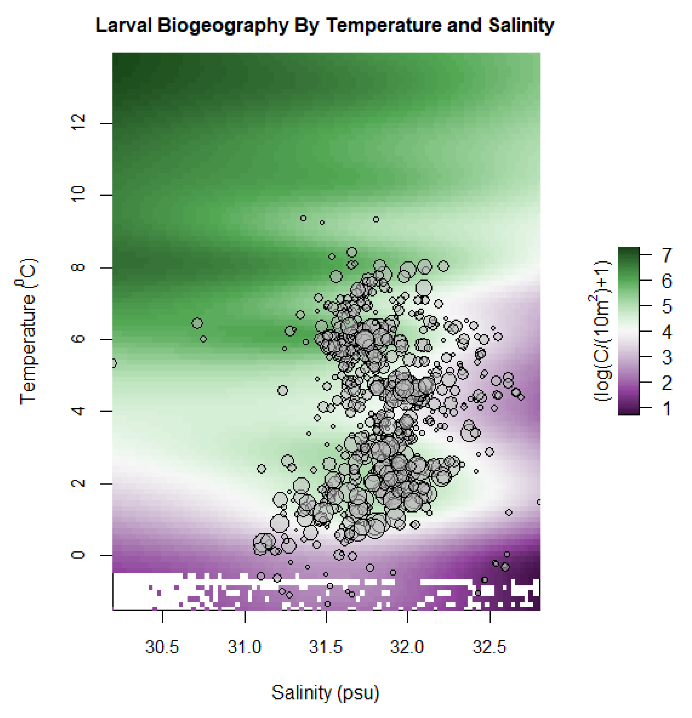 Larval Biogeography By Temperature and Salinity
12
10
8
6
4
2
0
Temperature (⁰C)
30.5 31.0 31.5 32.0 32.5
Salinity (psu)
(log(C/(10m²)+1)
7
6
5
4
3
2
1